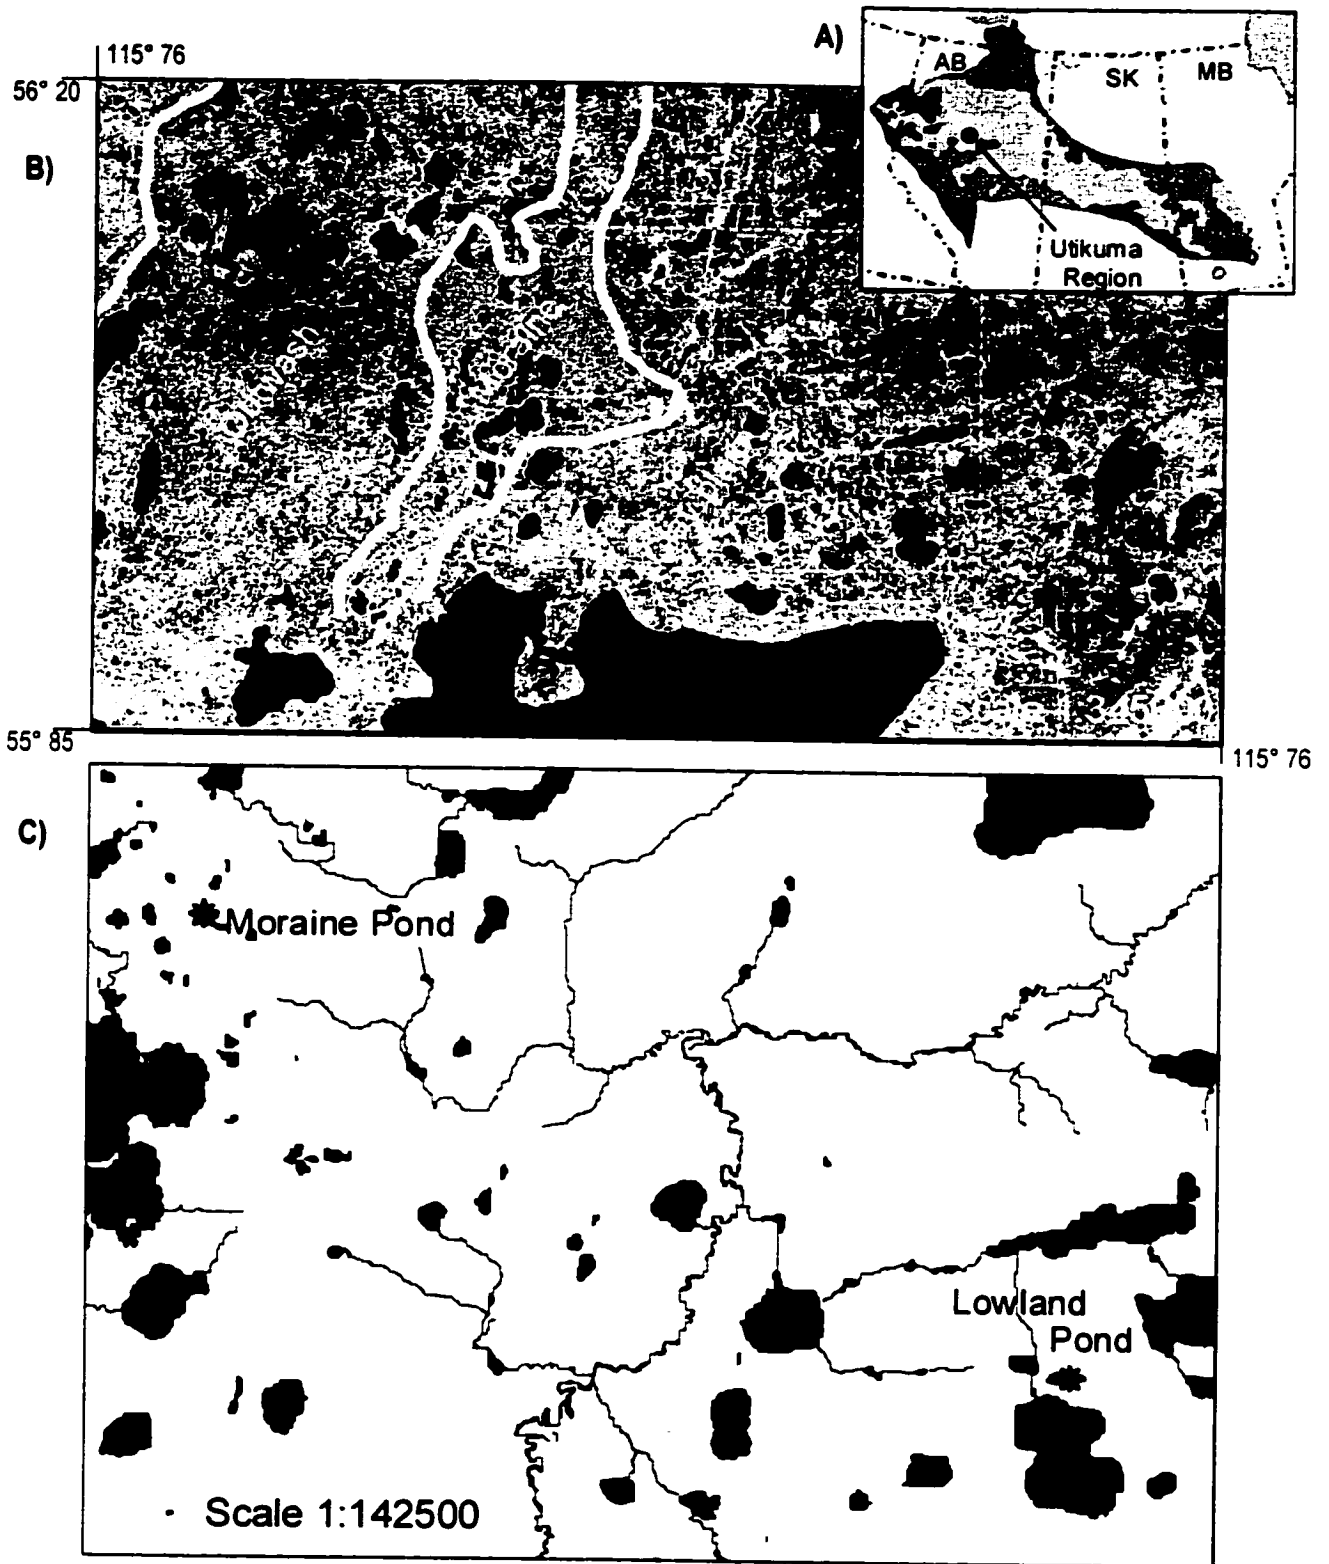 A)
115° 76
56° 20
AB
SK
MB
B)
Utikuma
Region
Outwash
55° 85
115° 76
C)
Moraine Pond
Lowland
Pond
Scale 1:142500